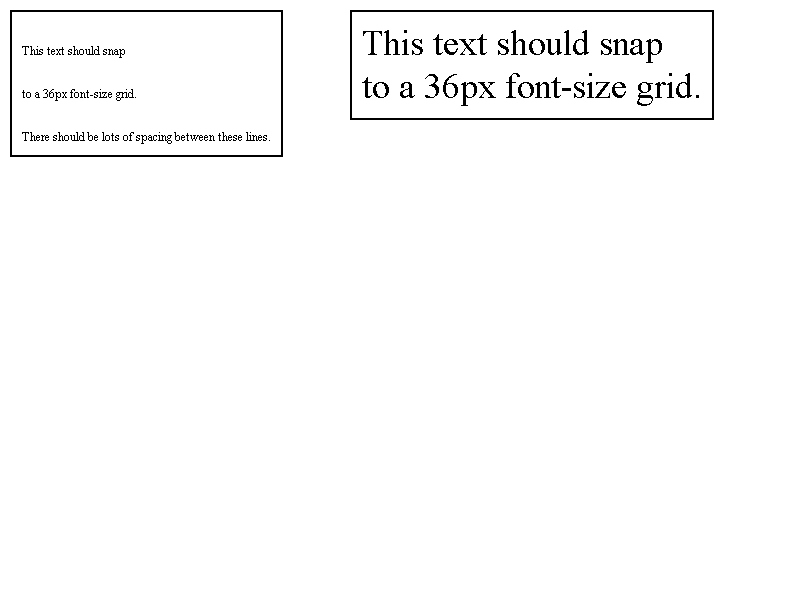 This text should snap
to a 36px font-size grid.
There should be lots of spacing between these lines.
This text should snap
to a 36px font-size grid.